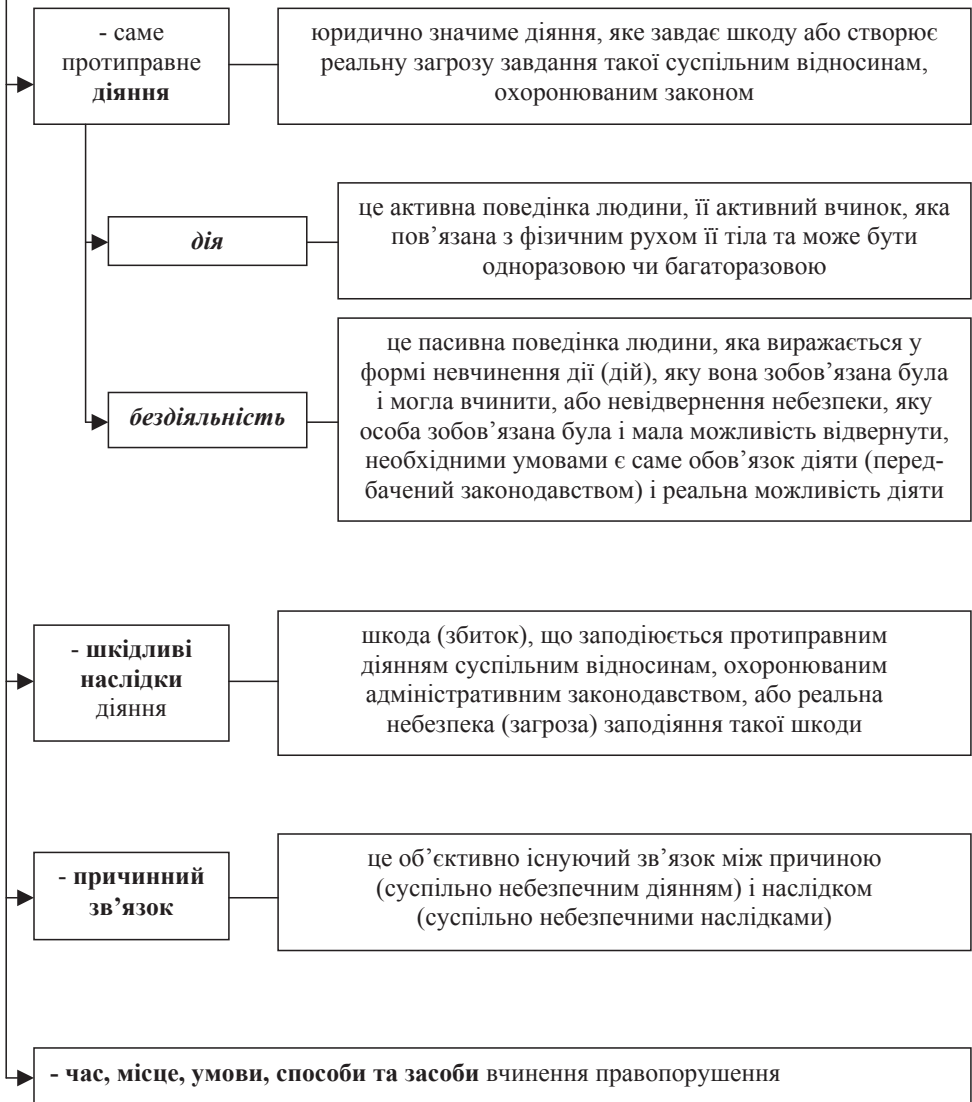 - саме
протиправне
діяння
юридично значиме діяння, яке завдає шкоду або створює
реальну загрозу завдання такої суспільним відносинам,
охоронюваним законом
дія
це активна поведінка людини, її активний вчинок, яка
пов’язана з фізичним рухом її тіла та може бути
одноразовою чи багаторазовою
бездіяльність
це пасивна поведінка людини, яка виражається у
формі невчинення дії (дій), яку вона зобов’язана була
і могла вчинити, або невідвернення небезпеки, яку
особа зобов’язана була і мала можливість відвернути,
необхідними умовами є саме обов’язок діяти (перед-
бачений законодавством) і реальна можливість діяти
- шкідливі
наслідки
діяння
шкода (збиток), що заподіюється протиправним
діянням суспільним відносинам, охоронюваним
адміністративним законодавством, або реальна
небезпека (загроза) заподіяння такої шкоди
- причинний
зв’язок
це об’єктивно існуючий зв’язок між причиною
(суспільно небезпечним діянням) і наслідком
(суспільно небезпечними наслідками)
- час, місце, умови, способи та засоби вчинення правопорушення